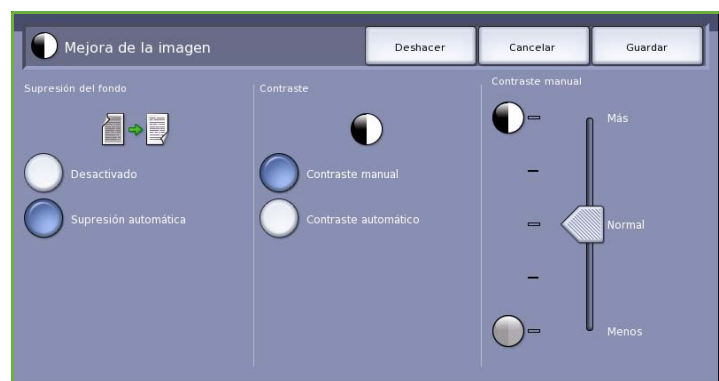 Mejora de la imagen
Deshacer
Cancelar
Guardar
Supresión del fondo
Desactivado
Supresión automática
Contraste
Contraste manual
Contraste automático
Contraste manual
Más
Normal
Menos